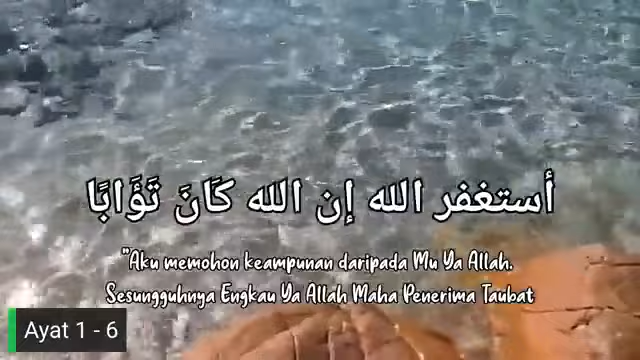 أستغفر الله إن الله كَانَ تَؤَابًا
"Aku memohon keampunan daripada Mu Ya Allah.
Sesungguhnya Engkau Ya Allah Maha Penerima Taubat
Ayat 1 - 6